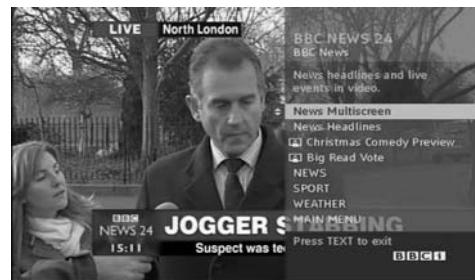 LIVE North London
BBC NEWS 24
BBC News
News headlines and live
events in video.
News Multiscreen
News Headlines
Christmas Comedy Preview
Big Read Vote
NEWS
SPORT
WEATHER
MAIN MENU
Press TEXT to exit
BBCi
BBC
NEWS 24
15:11
JOGGER STABBING
Suspect was